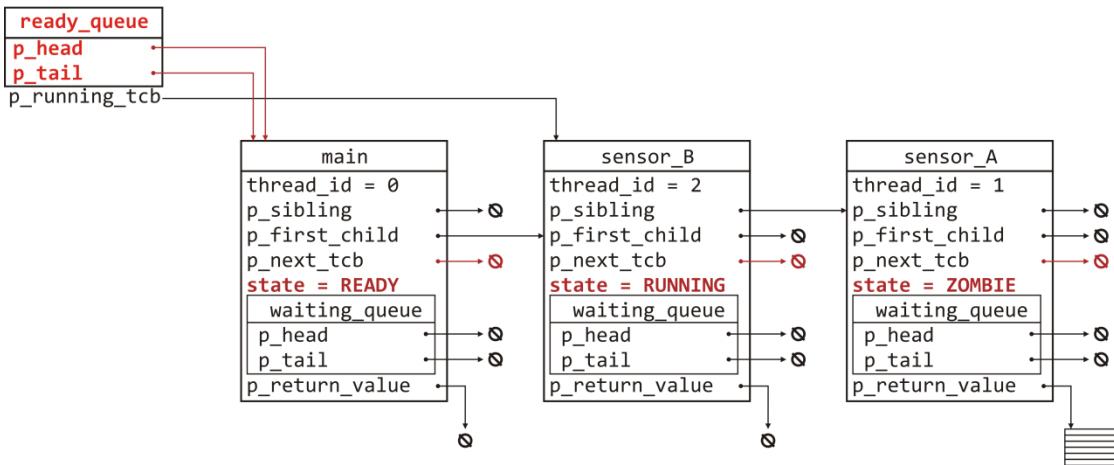 ready_queue
p_head
p_tail
p_running_tcb
main
thread_id = 0
p_sibling
p_first_child
p_next_tcb
state = READY
waiting_queue
p_head
p_tail
p_return_value
sensor_B
thread_id = 2
p_sibling
p_first_child
p_next_tcb
state = RUNNING
waiting_queue
p_head
p_tail
p_return_value
sensor_A
thread_id = 1
p_sibling
p_first_child
p_next_tcb
state = ZOMBIE
waiting_queue
p_head
p_tail
p_return_value